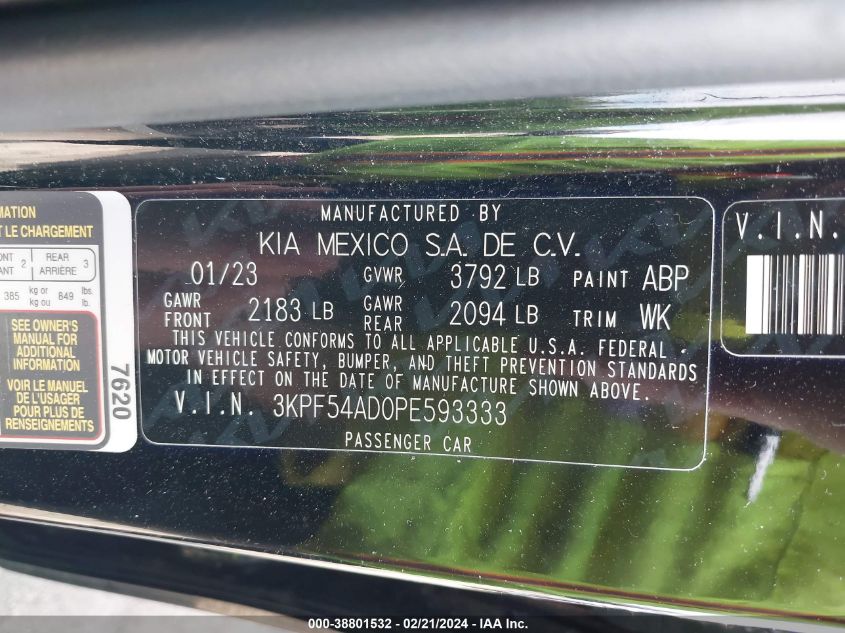 MANUFACTURED BY
KIA MEXICO S.A. DE C.V.
01/23 GVWR 3792 LB PAINT ABP
GAWR FRONT 2183 LB GAWR REAR 2094 LB TRIM WK
THIS VEHICLE CONFORMS TO ALL APPLICABLE U.S.A. FEDERAL
MOTOR VEHICLE SAFETY, BUMPER, AND THEFT PREVENTION STANDARDS
IN EFFECT ON THE DATE OF MANUFACTURE SHOWN ABOVE.
V.I.N. 3KPF54AD0PE593333
PASSENGER CAR
MATION
T LE CHARGEMENT
ONT 2 REAR 3
ANT ARRIÈRE
385 kg or kg ou 849 lbs. lb.
SEE OWNER'S
MANUAL FOR
ADDITIONAL
INFORMATION
VOIR LE MANUEL
DE L'USAGER
POUR PLUS DE
RENSEIGNEMENTS
7620
V.I.N.
000-38801532 - 02/21/2024 - IAA Inc.